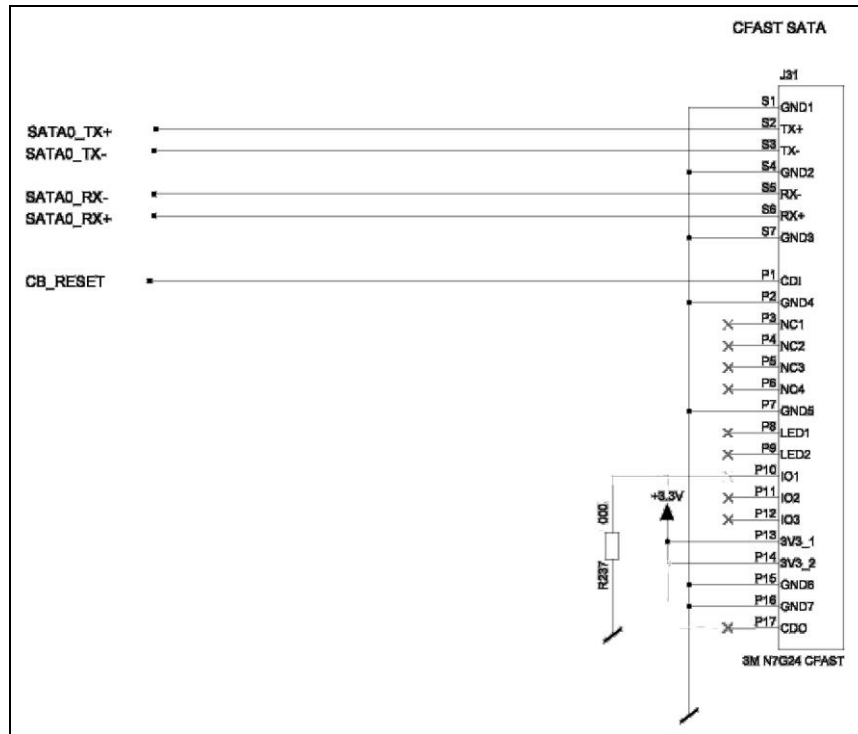 CFAST SATA
J31
S1 GND1
SATA0_TX+ S2 TX+
SATA0_TX- S3 TX-
S4 GND2
SATA0_RX- S5 RX-
SATA0_RX+ S6 RX+
S7 GND3
CB_RESET P1 CDI
P2 GND4
P3 NC1
P4 NC2
P5 NC3
P6 NC4
P7 GND5
P8 LED1
P9 LED2
P10 IO1
+3.3V P11 IO2
000 P12 IO3
P13 3V3_1
R237 P14 3V3_2
P15 GND6
P16 GND7
P17 CDO
3M N7G24 CFAST